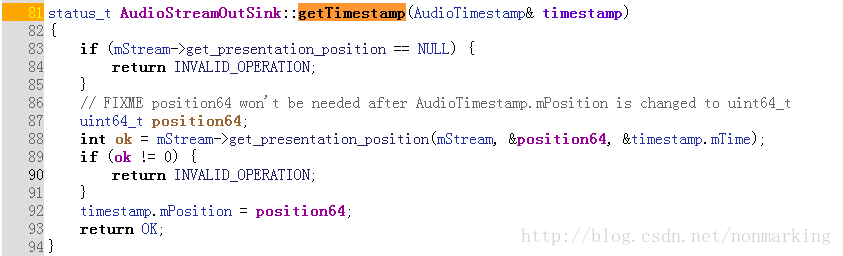 81 status_t AudioStreamOutSink::getTimestamp(AudioTimestamp& timestamp)
82 {
83     if (mStream->get_presentation_position == NULL) {
84         return INVALID_OPERATION;
85     }
86     // FIXME position64 won't be needed after AudioTimestamp.mPosition is changed to uint64_t
87     uint64_t position64;
88     int ok = mStream->get_presentation_position(mStream, &position64, &timestamp.mTime);
89     if (ok != 0) {
90         return INVALID_OPERATION;
91     }
92     timestamp.mPosition = position64;
93     return OK;
http://blog.csdn.net/nonmarking
94 }